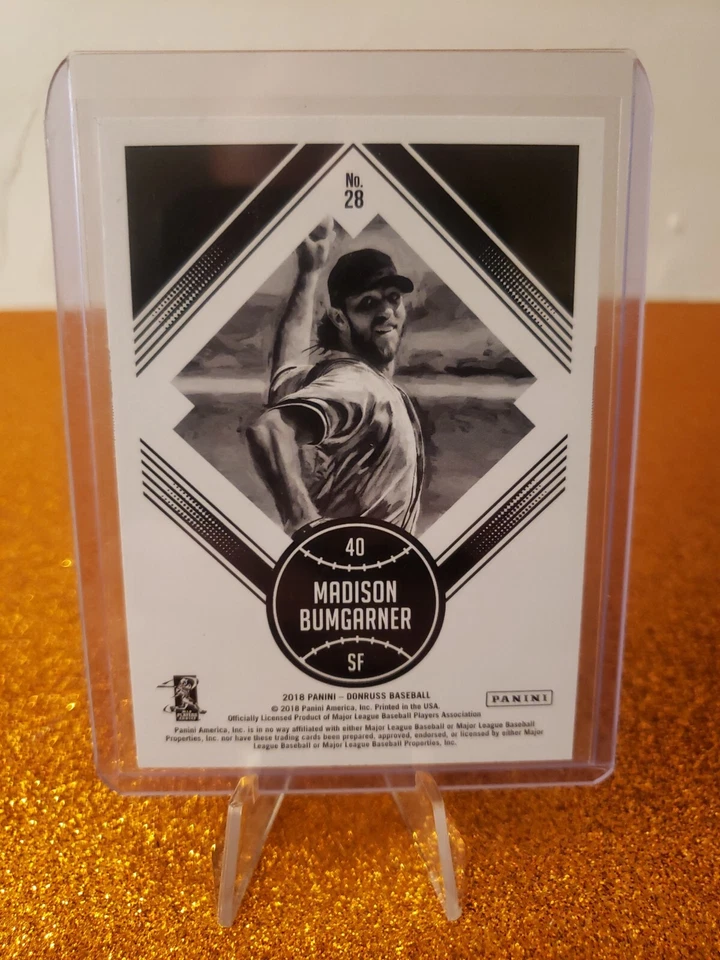 No.
28
40
MADISON
BUMGARNER
SF
2018 PANINI – DONRUSS BASEBALL
© 2018 Panini America, Inc. Printed in the USA.
Officially Licensed Product of Major League Baseball Players Association
PANINI
Panini America, Inc. is in no way affiliated with either Major League Baseball or Major League Baseball
Properties, Inc. nor have these trading cards been prepared, approved, endorsed, or licensed by either Major
League Baseball or Major League Baseball Properties, Inc.